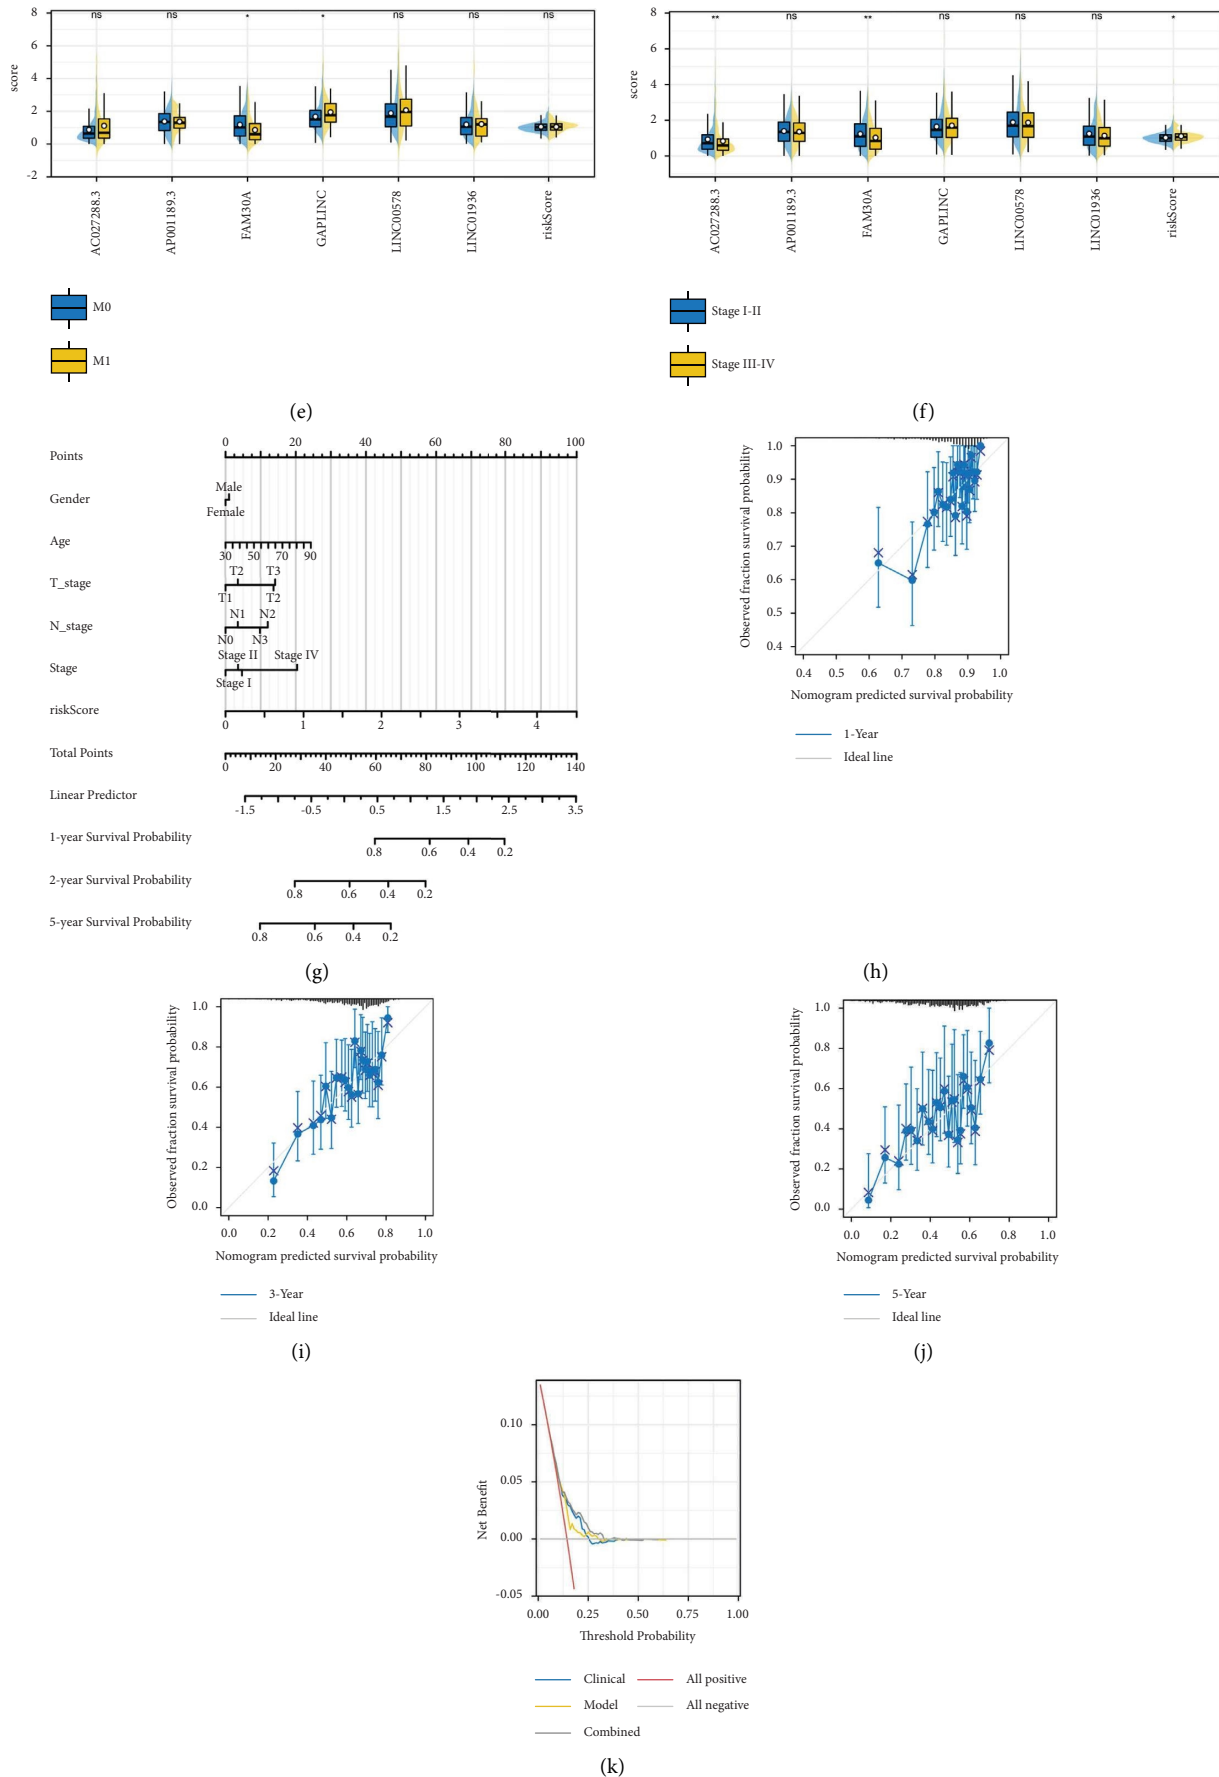 8
6
4
2
0
-2
score
ns
ns
*
*
ns
ns
ns
AC027288.3
AP001189.3
FAM30A
GAPLINC
LINC00578
LINC01936
riskScore
M0
M1
(e)
8
6
4
2
0
score
**
ns
**
ns
ns
ns
*
AC027288.3
AP001189.3
FAM30A
GAPLINC
LINC00578
LINC01936
riskScore
Stage I-II
Stage III-IV
(f)
0 20 40 60 80 100
Points
Gender
Male
Female
Age
30 50 70 90
T2 T3
T_stage
T1 T2
N1 N2
N_stage
N0 N3
Stage II Stage IV
Stage
Stage I
riskScore
0 1 2 3 4
Total Points
0 20 40 60 80 100 120 140
Linear Predictor
-1.5 -0.5 0.5 1.5 2.5 3.5
1-year Survival Probability
0.8 0.6 0.4 0.2
2-year Survival Probability
0.8 0.6 0.4 0.2
5-year Survival Probability
0.8 0.6 0.4 0.2
(g)
Observed fraction survival probability
1.0
0.9
0.8
0.7
0.6
0.5
0.4
0.4 0.5 0.6 0.7 0.8 0.9 1.0
Nomogram predicted survival probability
1-Year
Ideal line
(h)
Observed fraction survival probability
1.0
0.8
0.6
0.4
0.2
0.0
0.0 0.2 0.4 0.6 0.8 1.0
Nomogram predicted survival probability
3-Year
Ideal line
(i)
Observed fraction survival probability
1.0
0.8
0.6
0.4
0.2
0.0
0.0 0.2 0.4 0.6 0.8 1.0
Nomogram predicted survival probability
5-Year
Ideal line
(j)
Net Benefit
0.10
0.05
0.00
-0.05
0.00 0.25 0.50 0.75 1.00
Threshold Probability
Clinical All positive
Model All negative
Combined
(k)